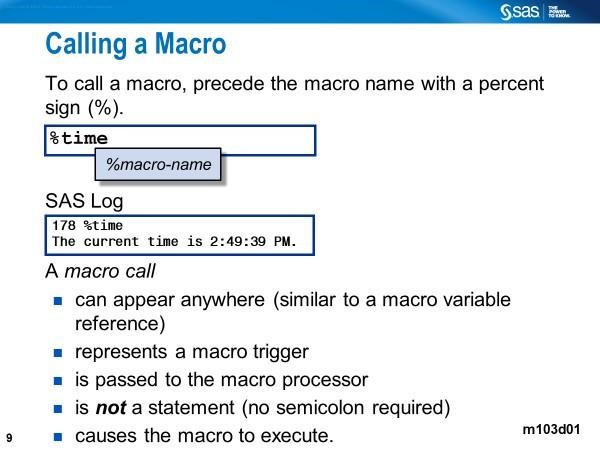 sas THE POWER TO KNOW.
Calling a Macro
To call a macro, precede the macro name with a percent
sign (%).
%time
%macro-name
SAS Log
178 %time
The current time is 2:49:39 PM.
A macro call
can appear anywhere (similar to a macro variable
reference)
represents a macro trigger
is passed to the macro processor
is not a statement (no semicolon required)
causes the macro to execute.
9
m103d01